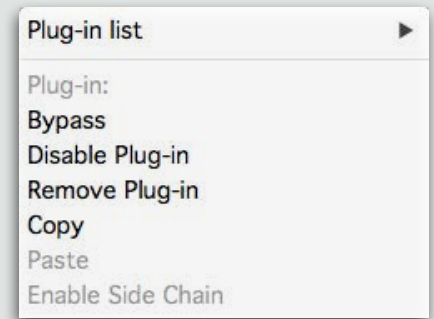 Plug-in list
Plug-in:
Bypass
Disable Plug-in
Remove Plug-in
Copy
Paste
Enable Side Chain